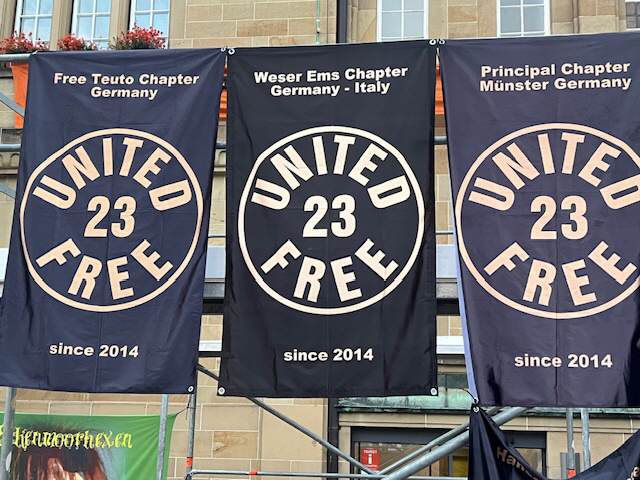 Free Teuto Chapter
Germany
UNITED
23
FREE
since 2014
Weser Ems Chapter
Germany - Italy
UNITED
23
FREE
since 2014
Principal Chapter
Münster Germany
UNITED
23
FREE
since 2014